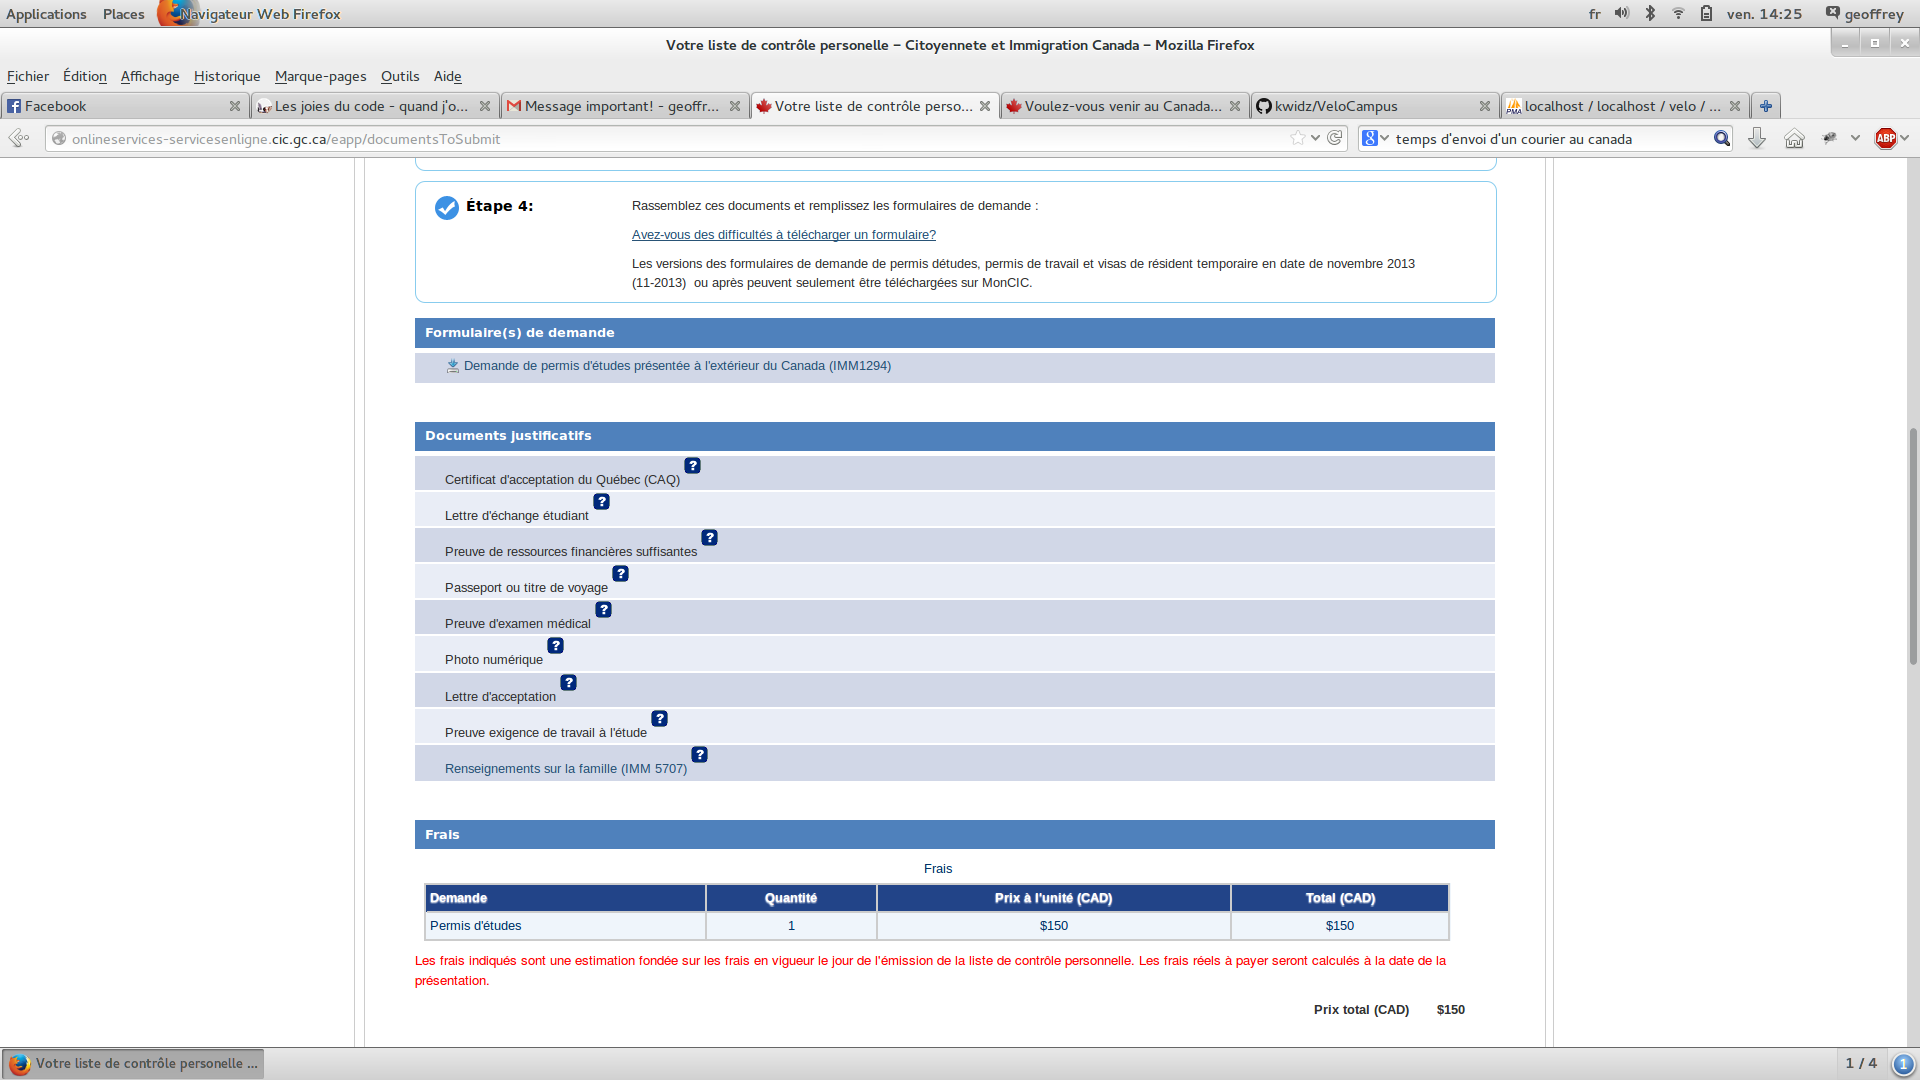 Applications Places Navigateur Web Firefox fr ven. 14:25 geoffrey
Votre liste de contrôle personelle – Citoyennete et Immigration Canada – Mozilla Firefox
Fichier Édition Affichage Historique Marque-pages Outils Aide
Facebook Les joies du code - quand j'o... Message important! - geoffr... Votre liste de contrôle perso... Voulez-vous venir au Canada... kwidz/VeloCampus localhost / localhost / velo / ...
onlineservices-servicesenligne.cic.gc.ca/eapp/documentsToSubmit temps d'envoi d'un courier au canada ABP
Étape 4: Rassemblez ces documents et remplissez les formulaires de demande :
Avez-vous des difficultés à télécharger un formulaire?
Les versions des formulaires de demande de permis détudes, permis de travail et visas de résident temporaire en date de novembre 2013
(11-2013) ou après peuvent seulement être téléchargées sur MonCIC.
Formulaire(s) de demande
Demande de permis d'études présentée à l'extérieur du Canada (IMM1294)
Documents justificatifs
Certificat d'acceptation du Québec (CAQ) ?
Lettre d'échange étudiant ?
Preuve de ressources financières suffisantes ?
Passeport ou titre de voyage ?
Preuve d'examen médical ?
Photo numérique ?
Lettre d'acceptation ?
Preuve exigence de travail à l'étude ?
Renseignements sur la famille (IMM 5707) ?
Frais
Frais
Demande Quantité Prix à l'unité (CAD) Total (CAD)
Permis d'études 1 $150 $150
Les frais indiqués sont une estimation fondée sur les frais en vigueur le jour de l'émission de la liste de contrôle personnelle. Les frais réels à payer seront calculés à la date de la
présentation.
Prix total (CAD) $150
Votre liste de contrôle personelle ... 1 / 4 1